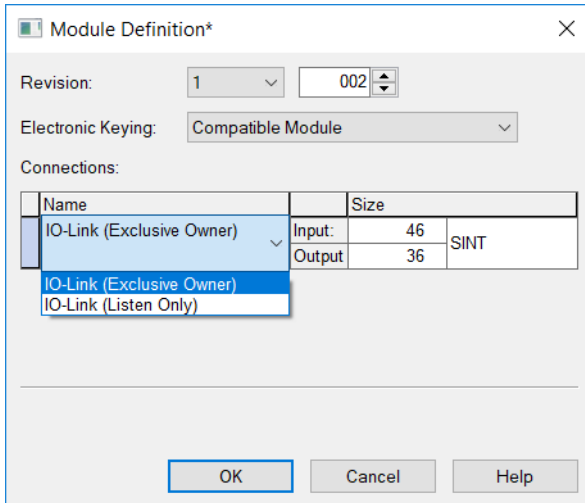 Module Definition*
Revision: 1 002
Electronic Keying: Compatible Module
Connections:
Name Size
IO-Link (Exclusive Owner) Input: 46 SINT
Output 36
IO-Link (Exclusive Owner)
IO-Link (Listen Only)
OK Cancel Help